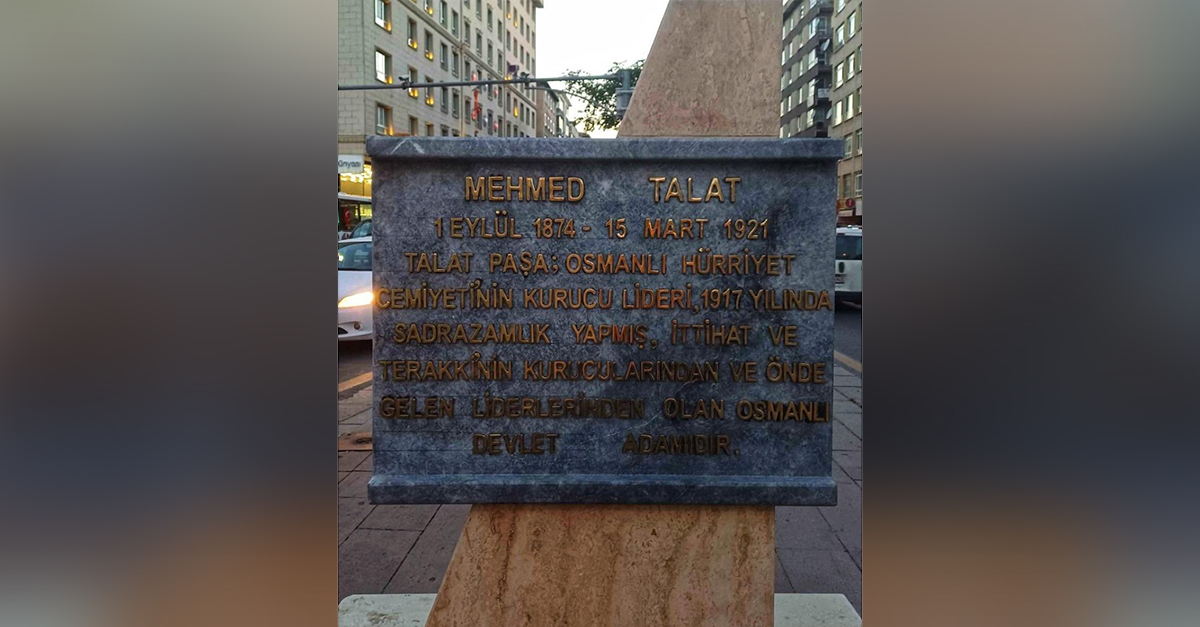 MEHMED TALAT
1 EYLÜL 1874 - 15 MART 1921
TALAT PAŞA; OSMANLI HÜRRİYET
CEMİYETİ'NİN KURUCU LİDERİ, 1917 YILINDA
SADRAZAMLIK YAPMIŞ, İTTİHAT VE
TERAKKİ'NİN KURUCULARINDAN VE ÖNDE
GELEN LİDERLERİNDEN OLAN OSMANLI
DEVLET ADAMIDIR.